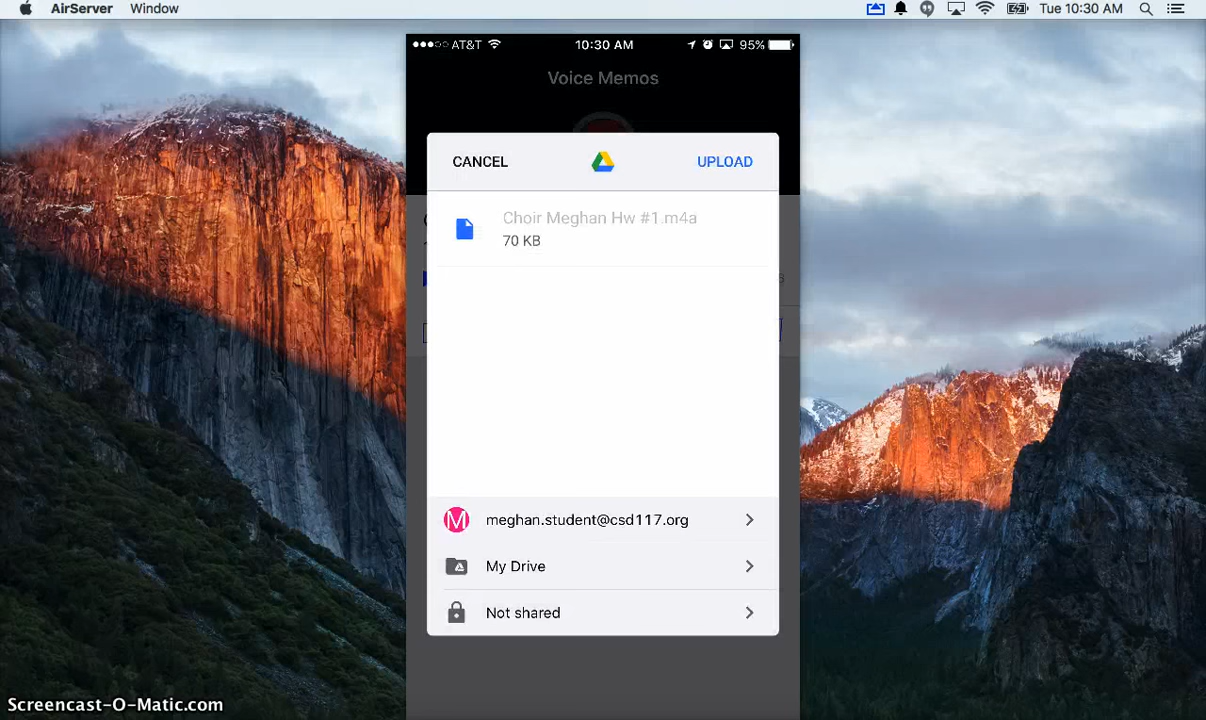 AirServer Window Tue 10:30 AM
AT&T 10:30 AM 95%
Voice Memos
CANCEL UPLOAD
Choir Meghan Hw #1.m4a
70 KB
M meghan.student@csd117.org
My Drive
Not shared
Screencast-O-Matic.com